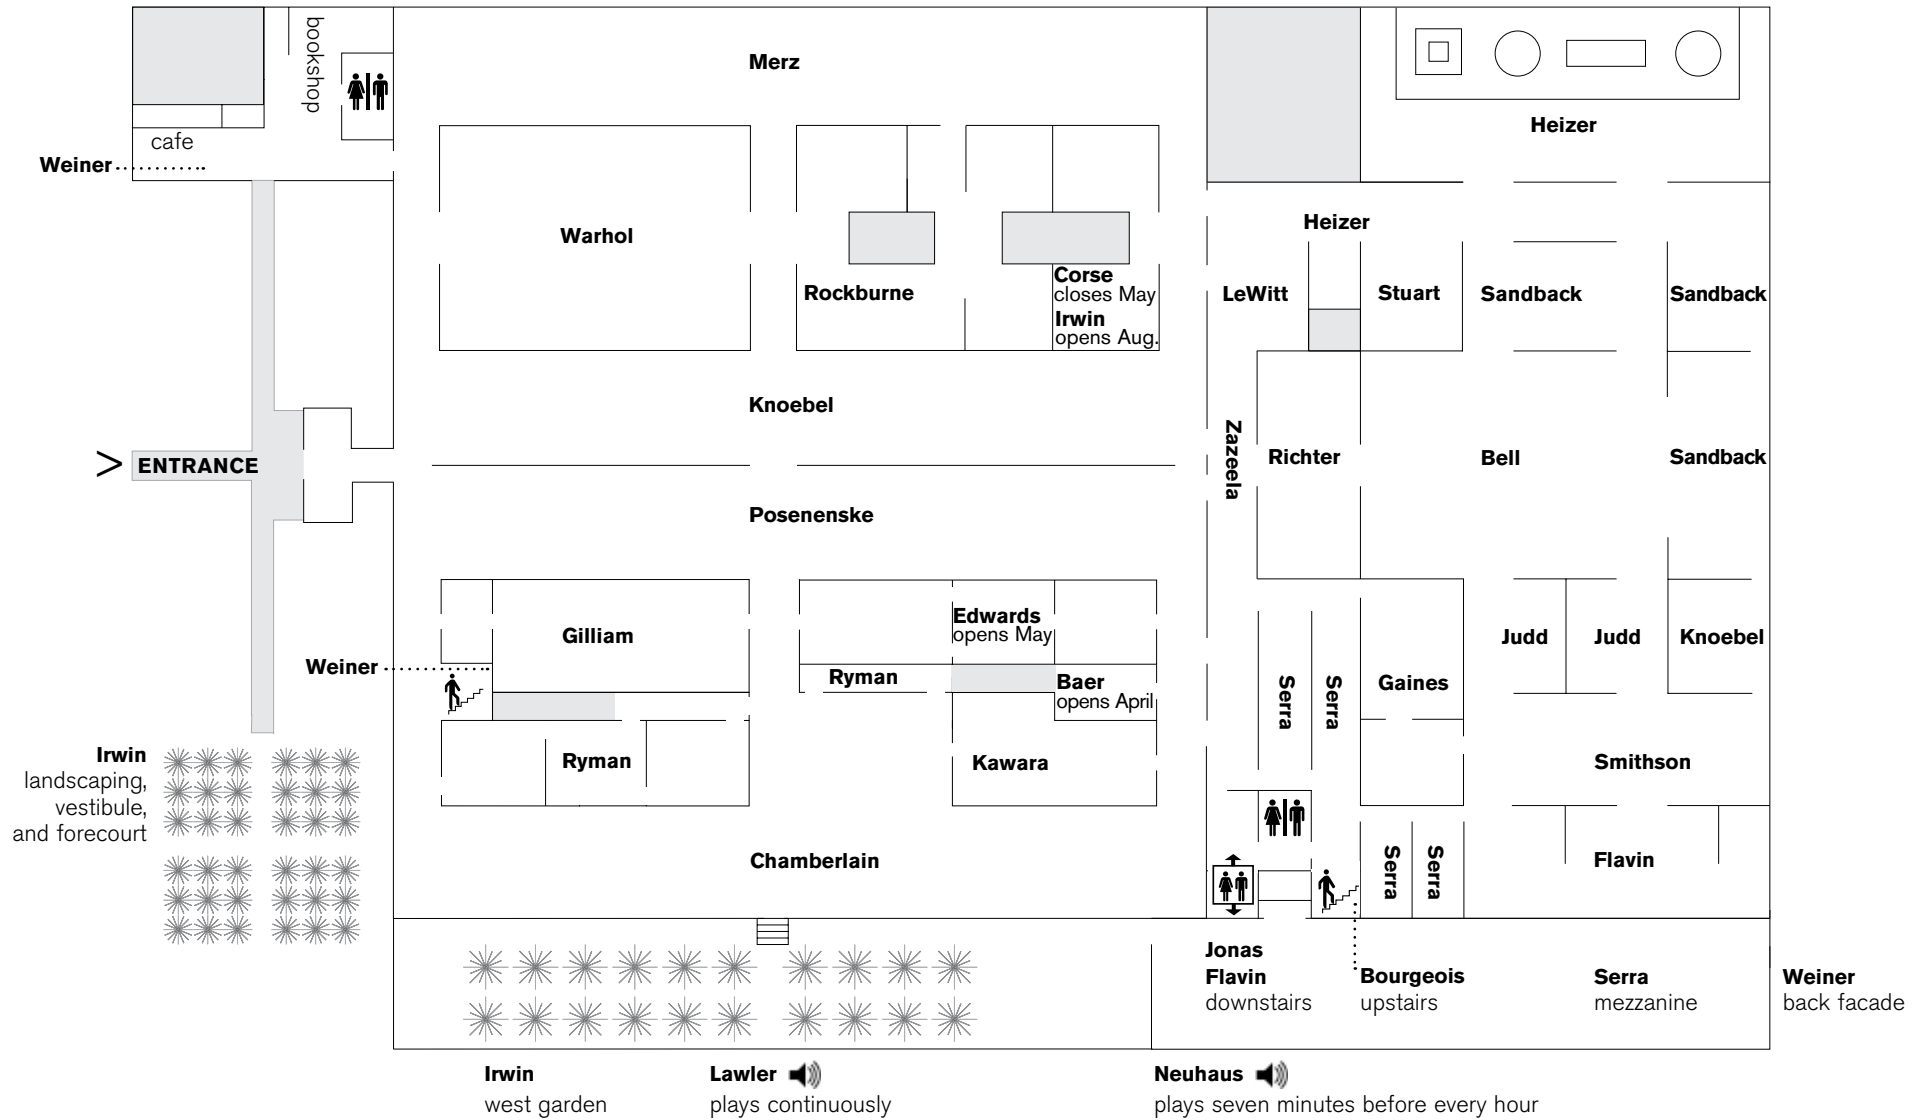 bookshop
cafe
Weiner
Merz
Heizer
Warhol
Rockburne
Corse
closes May
Irwin
opens Aug.
Heizer
LeWitt
Stuart
Sandback
Sandback
Knoebel
> ENTRANCE
Zazeela
Richter
Bell
Sandback
Posenenske
Gilliam
Weiner
Edwards
opens May
Ryman
Baer
opens April
Serra
Serra
Gaines
Judd
Judd
Knoebel
Ryman
Kawara
Smithson
Irwin
landscaping,
vestibule,
and forecourt
Chamberlain
Serra
Serra
Flavin
Jonas
Flavin
downstairs
Bourgeois
upstairs
Serra
mezzanine
Weiner
back facade
Irwin
west garden
Lawler
plays continuously
Neuhaus
plays seven minutes before every hour